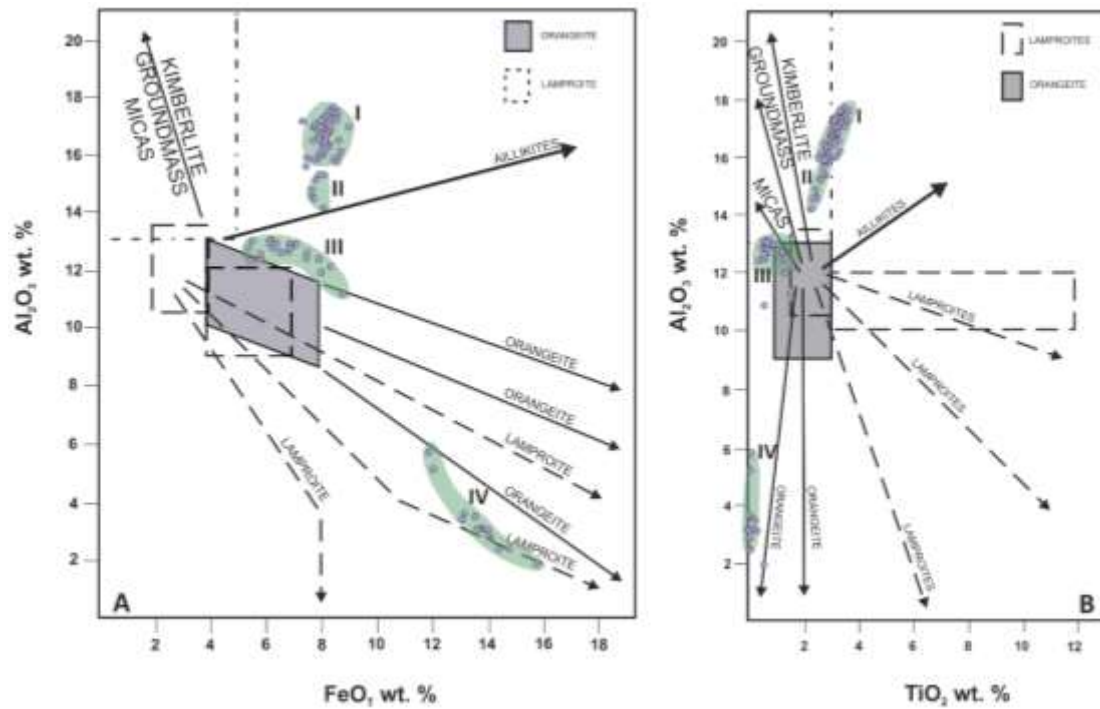 ORANGEITE
LAMPROITE
20
18
16
14
12
10
8
6
4
2
Al₂O₃ wt. %
KIMBERLITE
GROUNDMASS
MICAS
I
II
III
IV
AILLIKITES
ORANGEITE
ORANGEITE
LAMPROITE
ORANGEITE
LAMPROITE
LAMPROITE
A
2
4
6
8
10
12
14
16
18
FeO₁ wt. %
LAMPROITES
ORANGEITE
20
18
16
14
12
10
8
6
4
2
Al₂O₃ wt. %
KIMBERLITE
GROUNDMASS
MICAS
I
II
III
IV
AILLIKITES
LAMPROITES
LAMPROITES
LAMPROITES
ORANGEITE
ORANGEITE
B
2
4
6
8
10
12
TiO₂ wt. %